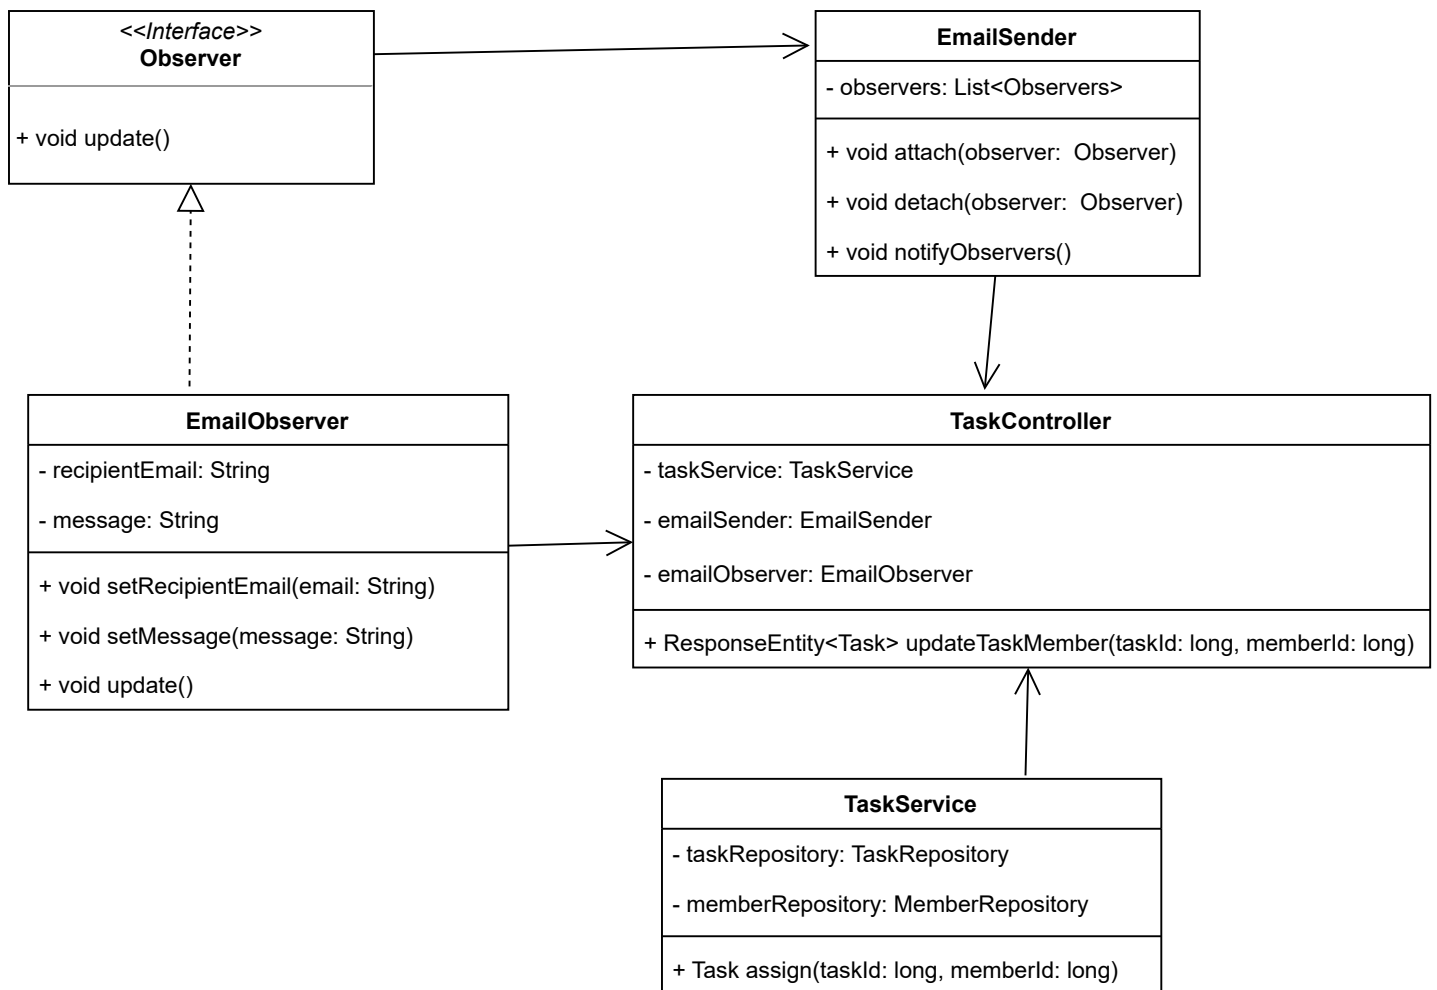 <<Interface>>
Observer
+ void update()
EmailSender
- observers: List<Observers>
+ void attach(observer:  Observer)
+ void detach(observer:  Observer)
+ void notifyObservers()
EmailObserver
- recipientEmail: String
- message: String
+ void setRecipientEmail(email: String)
+ void setMessage(message: String)
+ void update()
TaskController
- taskService: TaskService
- emailSender: EmailSender
- emailObserver: EmailObserver
+ ResponseEntity<Task> updateTaskMember(taskId: long, memberId: long)
TaskService
- taskRepository: TaskRepository
- memberRepository: MemberRepository
+ Task assign(taskId: long, memberId: long)